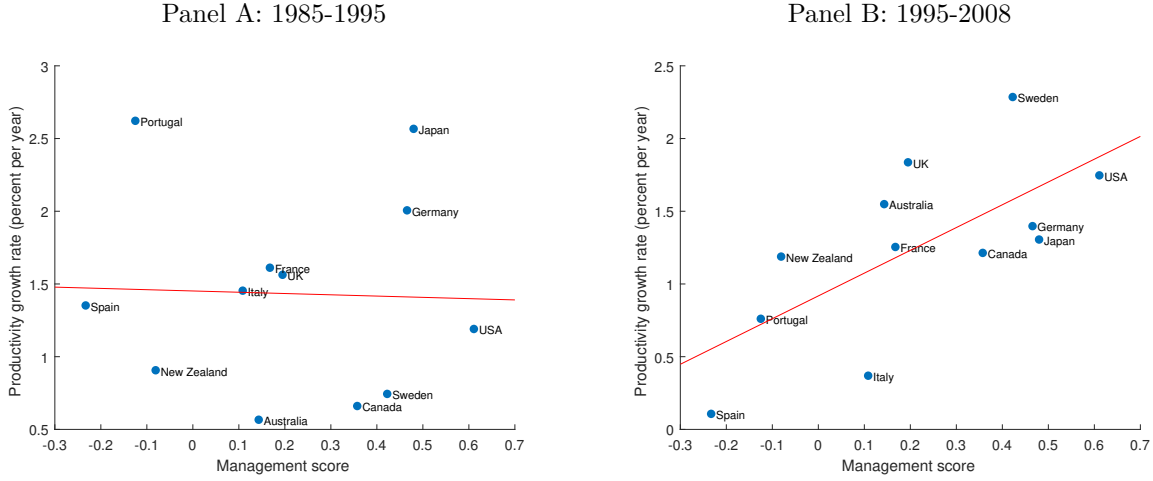 Panel A: 1985-1995
Productivity growth rate (percent per year)
3
2.5
2
1.5
1
0.5
Portugal
Japan
Germany
France
UK
Italy
Spain
USA
New Zealand
Sweden
Canada
Australia
-0.3 -0.2 -0.1 0 0.1 0.2 0.3 0.4 0.5 0.6 0.7
Management score
Panel B: 1995-2008
Productivity growth rate (percent per year)
2.5
2
1.5
1
0.5
0
Sweden
UK
USA
Australia
Germany
Japan
France
Canada
New Zealand
Portugal
Italy
Spain
-0.3 -0.2 -0.1 0 0.1 0.2 0.3 0.4 0.5 0.6 0.7
Management score